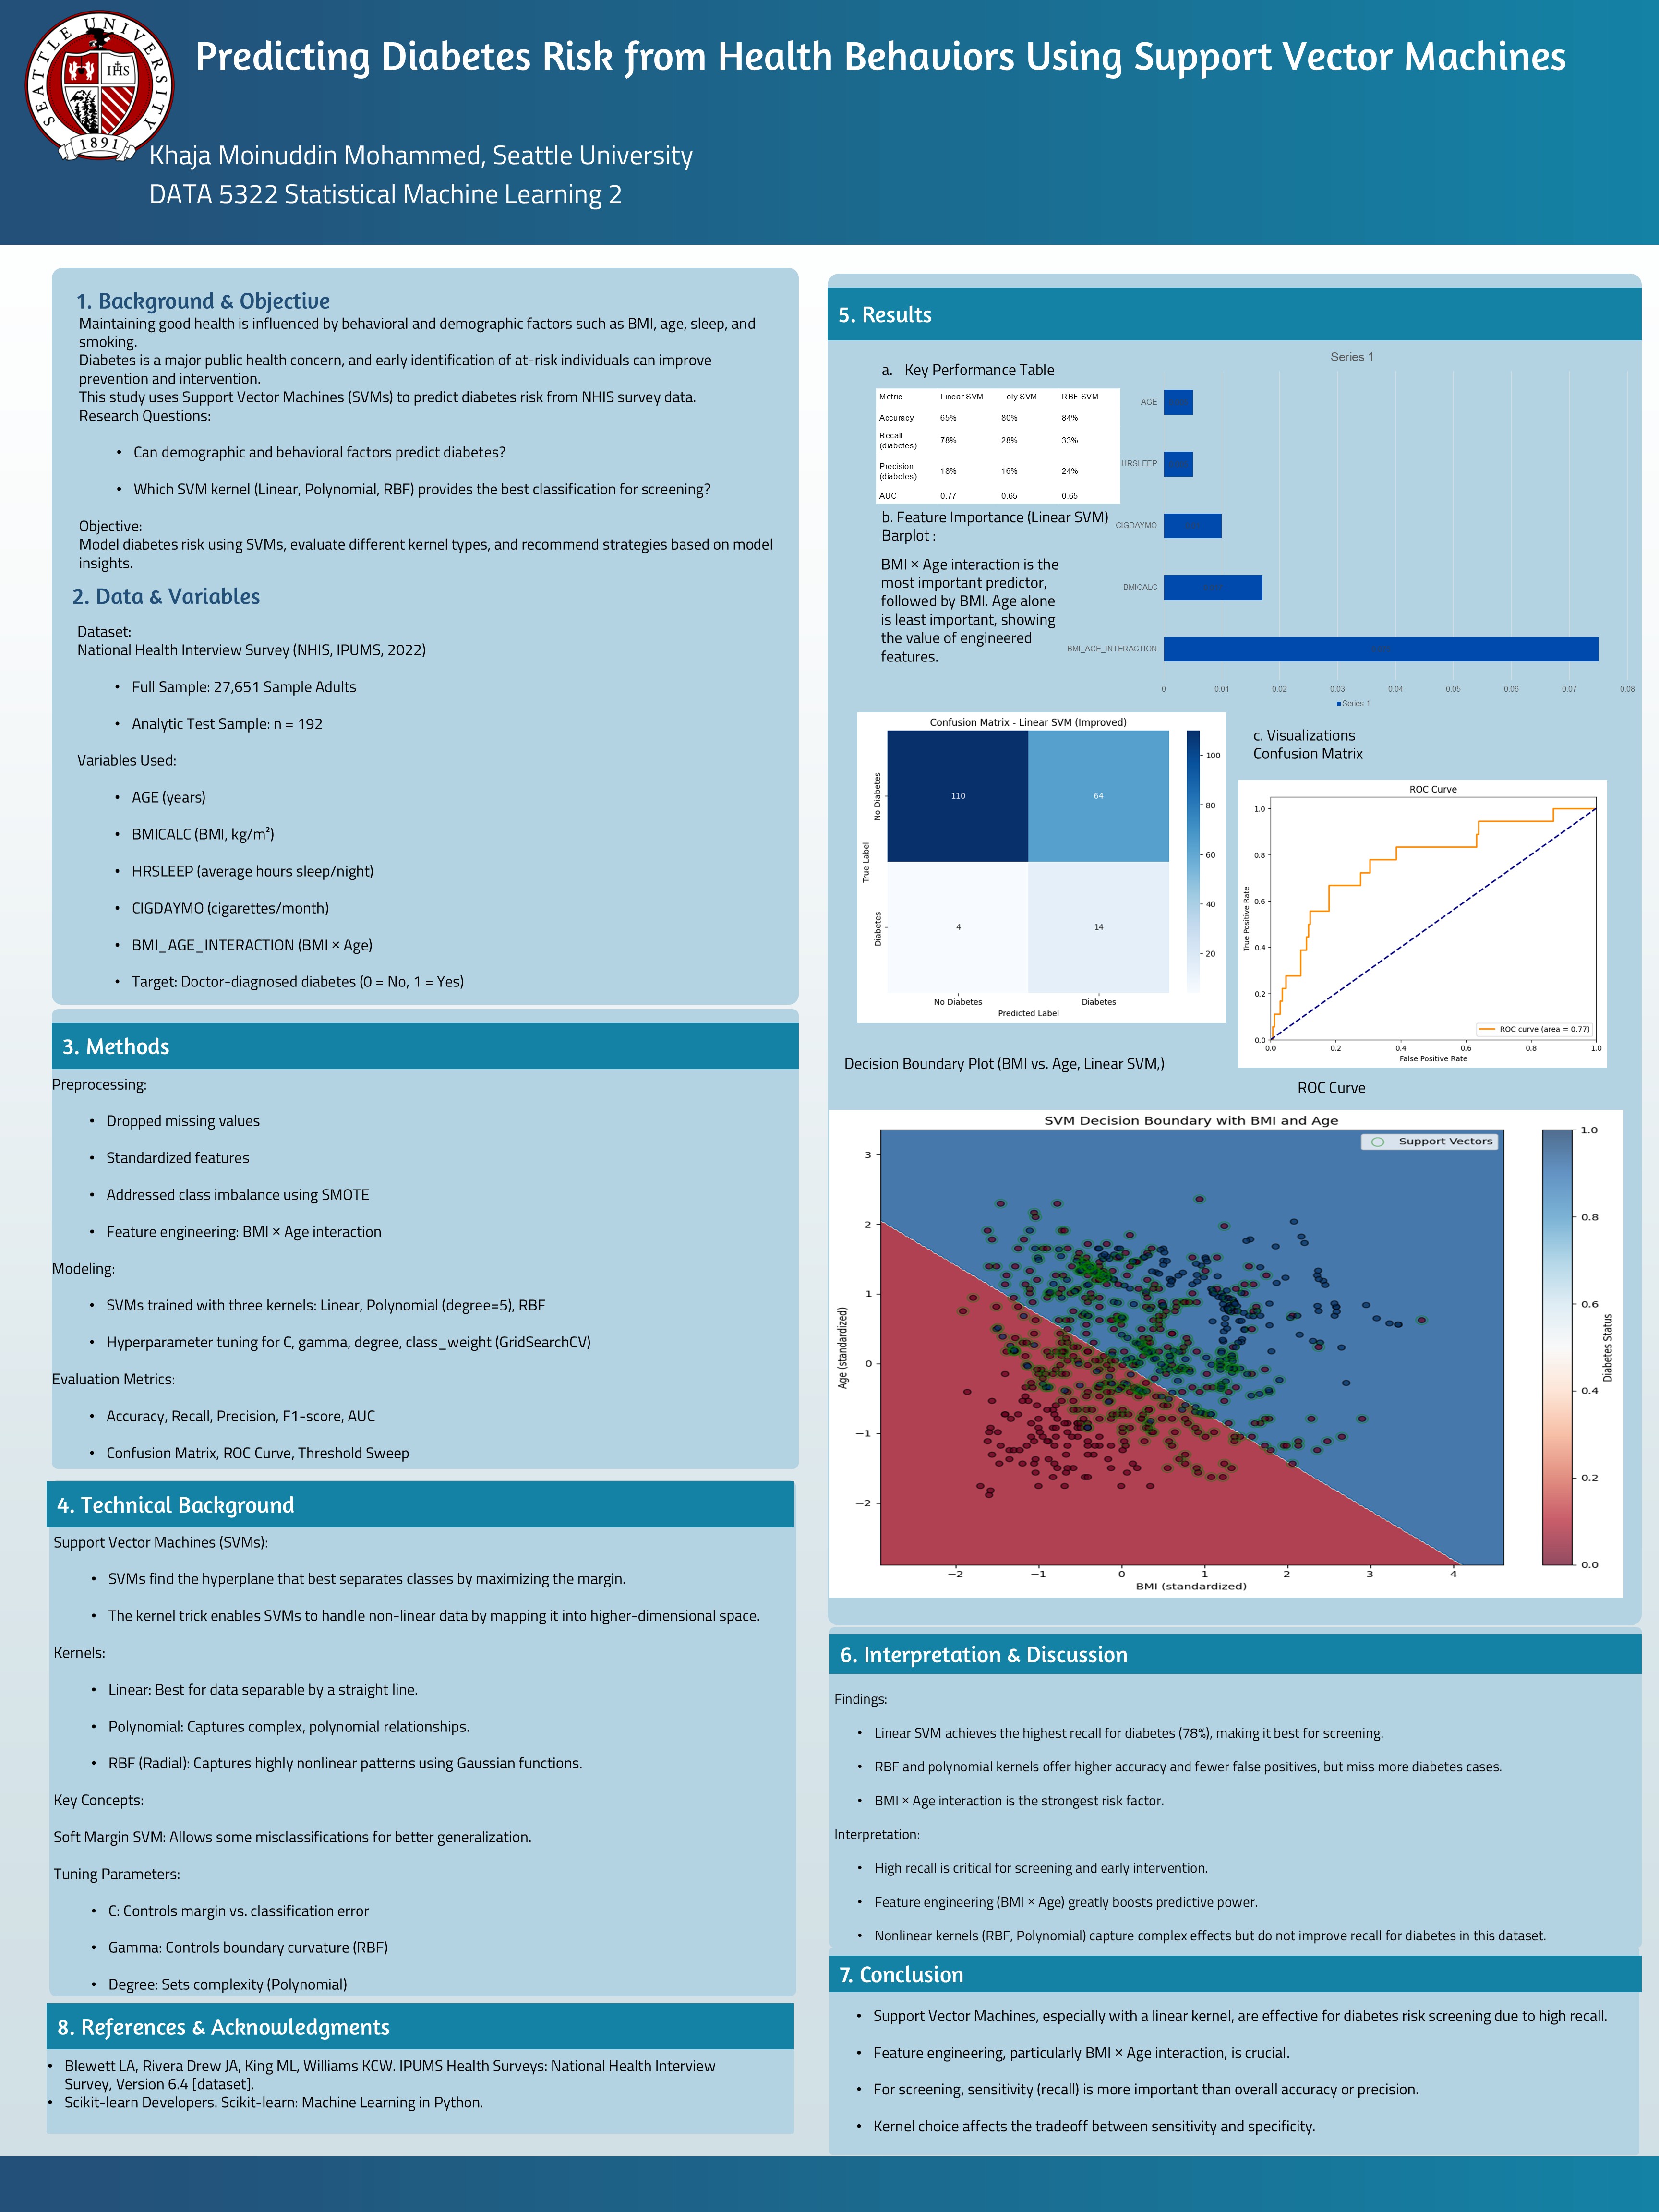 SEATTLE UNIVERSITY
IHS
1891
Predicting Diabetes Risk from Health Behaviors Using Support Vector Machines
Khaja Moinuddin Mohammed, Seattle University
DATA 5322 Statistical Machine Learning 2
1. Background & Objective
Maintaining good health is influenced by behavioral and demographic factors such as BMI, age, sleep, and
smoking.
Diabetes is a major public health concern, and early identification of at-risk individuals can improve
prevention and intervention.
This study uses Support Vector Machines (SVMs) to predict diabetes risk from NHIS survey data.
Research Questions:
• Can demographic and behavioral factors predict diabetes?
• Which SVM kernel (Linear, Polynomial, RBF) provides the best classification for screening?
Objective:
Model diabetes risk using SVMs, evaluate different kernel types, and recommend strategies based on model
insights.
2. Data & Variables
Dataset:
National Health Interview Survey (NHIS, IPUMS, 2022)
• Full Sample: 27,651 Sample Adults
• Analytic Test Sample: n = 192
Variables Used:
• AGE (years)
• BMICALC (BMI, kg/m²)
• HRSLEEP (average hours sleep/night)
• CIGDAYMO (cigarettes/month)
• BMI_AGE_INTERACTION (BMI × Age)
• Target: Doctor-diagnosed diabetes (0 = No, 1 = Yes)
3. Methods
Preprocessing:
• Dropped missing values
• Standardized features
• Addressed class imbalance using SMOTE
• Feature engineering: BMI × Age interaction
Modeling:
• SVMs trained with three kernels: Linear, Polynomial (degree=5), RBF
• Hyperparameter tuning for C, gamma, degree, class_weight (GridSearchCV)
Evaluation Metrics:
• Accuracy, Recall, Precision, F1-score, AUC
• Confusion Matrix, ROC Curve, Threshold Sweep
4. Technical Background
Support Vector Machines (SVMs):
• SVMs find the hyperplane that best separates classes by maximizing the margin.
• The kernel trick enables SVMs to handle non-linear data by mapping it into higher-dimensional space.
Kernels:
• Linear: Best for data separable by a straight line.
• Polynomial: Captures complex, polynomial relationships.
• RBF (Radial): Captures highly nonlinear patterns using Gaussian functions.
Key Concepts:
Soft Margin SVM: Allows some misclassifications for better generalization.
Tuning Parameters:
• C: Controls margin vs. classification error
• Gamma: Controls boundary curvature (RBF)
• Degree: Sets complexity (Polynomial)
8. References & Acknowledgments
• Blewett LA, Rivera Drew JA, King ML, Williams KCW. IPUMS Health Surveys: National Health Interview
Survey, Version 6.4 [dataset].
• Scikit-learn Developers. Scikit-learn: Machine Learning in Python.
5. Results
a. Key Performance Table
Metric Linear SVM oly SVM RBF SVM
Accuracy 65% 80% 84%
Recall (diabetes) 78% 28% 33%
Precision (diabetes) 18% 16% 24%
AUC 0.77 0.65 0.65
b. Feature Importance (Linear SVM)
Barplot :
BMI × Age interaction is the
most important predictor,
followed by BMI. Age alone
is least important, showing
the value of engineered
features.
Series 1
AGE
HRSLEEP
CIGDAYMO
BMICALC
BMI_AGE_INTERACTION
0 0.01 0.02 0.03 0.04 0.05 0.06 0.07 0.08
Series 1
Confusion Matrix - Linear SVM (Improved)
True Label
No Diabetes
Diabetes
110 64
4 14
No Diabetes Diabetes
Predicted Label
100
80
60
40
20
c. Visualizations
Confusion Matrix
ROC Curve
True Positive Rate
1.0
0.8
0.6
0.4
0.2
0.0
0.0 0.2 0.4 0.6 0.8 1.0
False Positive Rate
ROC curve (area = 0.77)
Decision Boundary Plot (BMI vs. Age, Linear SVM,)
ROC Curve
SVM Decision Boundary with BMI and Age
Support Vectors
Age (standardized)
3
2
1
0
−1
−2
−2 −1 0 1 2 3 4
BMI (standardized)
1.0
0.8
0.6
0.4
0.2
0.0
Diabetes Status
6. Interpretation & Discussion
Findings:
• Linear SVM achieves the highest recall for diabetes (78%), making it best for screening.
• RBF and polynomial kernels offer higher accuracy and fewer false positives, but miss more diabetes cases.
• BMI × Age interaction is the strongest risk factor.
Interpretation:
• High recall is critical for screening and early intervention.
• Feature engineering (BMI × Age) greatly boosts predictive power.
• Nonlinear kernels (RBF, Polynomial) capture complex effects but do not improve recall for diabetes in this dataset.
7. Conclusion
• Support Vector Machines, especially with a linear kernel, are effective for diabetes risk screening due to high recall.
• Feature engineering, particularly BMI × Age interaction, is crucial.
• For screening, sensitivity (recall) is more important than overall accuracy or precision.
• Kernel choice affects the tradeoff between sensitivity and specificity.